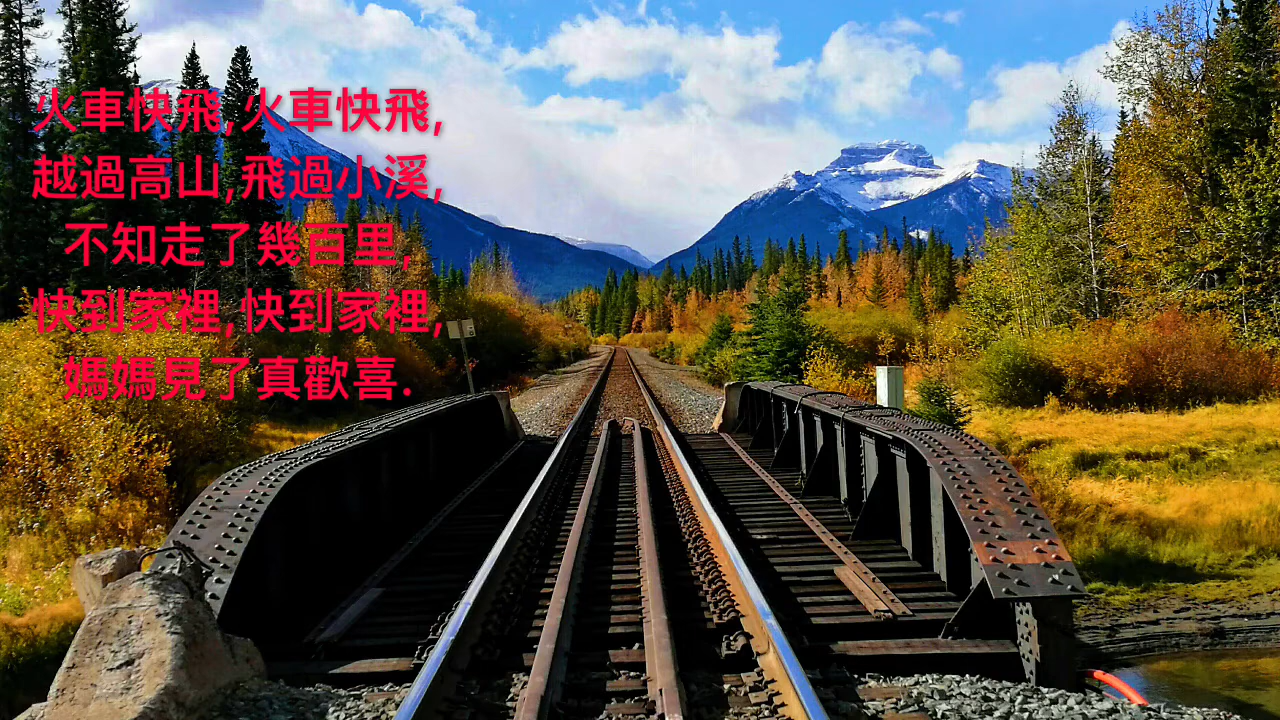 火車快飛,火車快飛,
越過高山,飛過小溪,
不知走了幾百里,
快到家裡,快到家裡,
媽媽見了真歡喜.